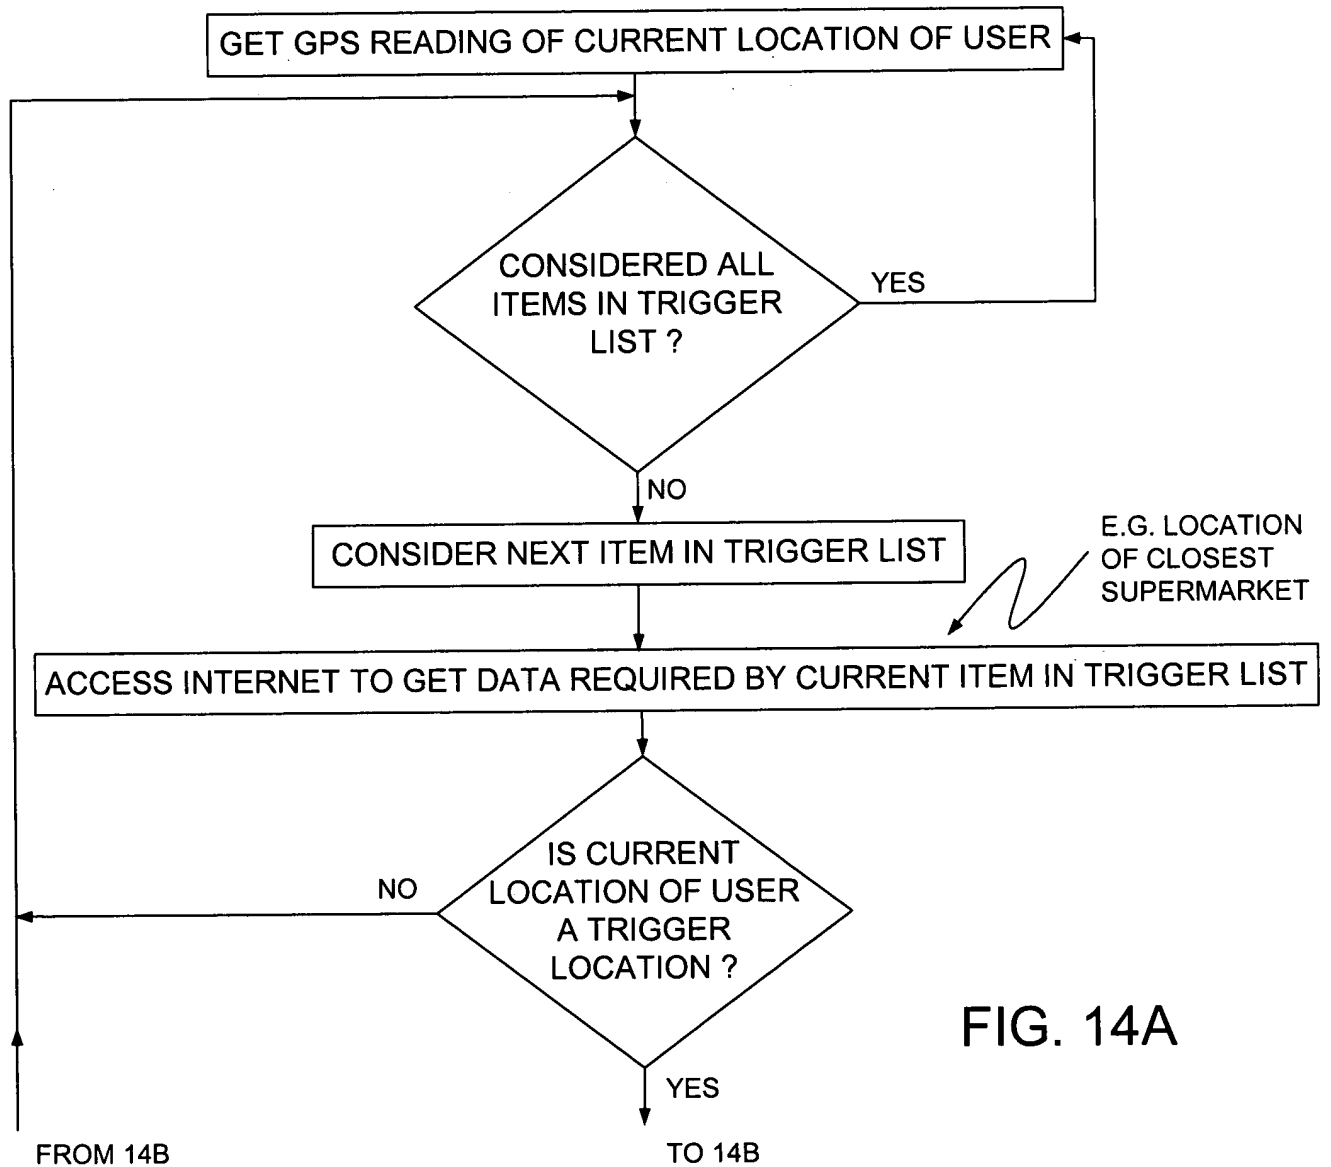 GET GPS READING OF CURRENT LOCATION OF USER
CONSIDERED ALL
ITEMS IN TRIGGER
LIST ?
YES
NO
CONSIDER NEXT ITEM IN TRIGGER LIST
E.G. LOCATION
OF CLOSEST
SUPERMARKET
ACCESS INTERNET TO GET DATA REQUIRED BY CURRENT ITEM IN TRIGGER LIST
IS CURRENT
LOCATION OF USER
A TRIGGER
LOCATION ?
NO
YES
FIG. 14A
FROM 14B
TO 14B